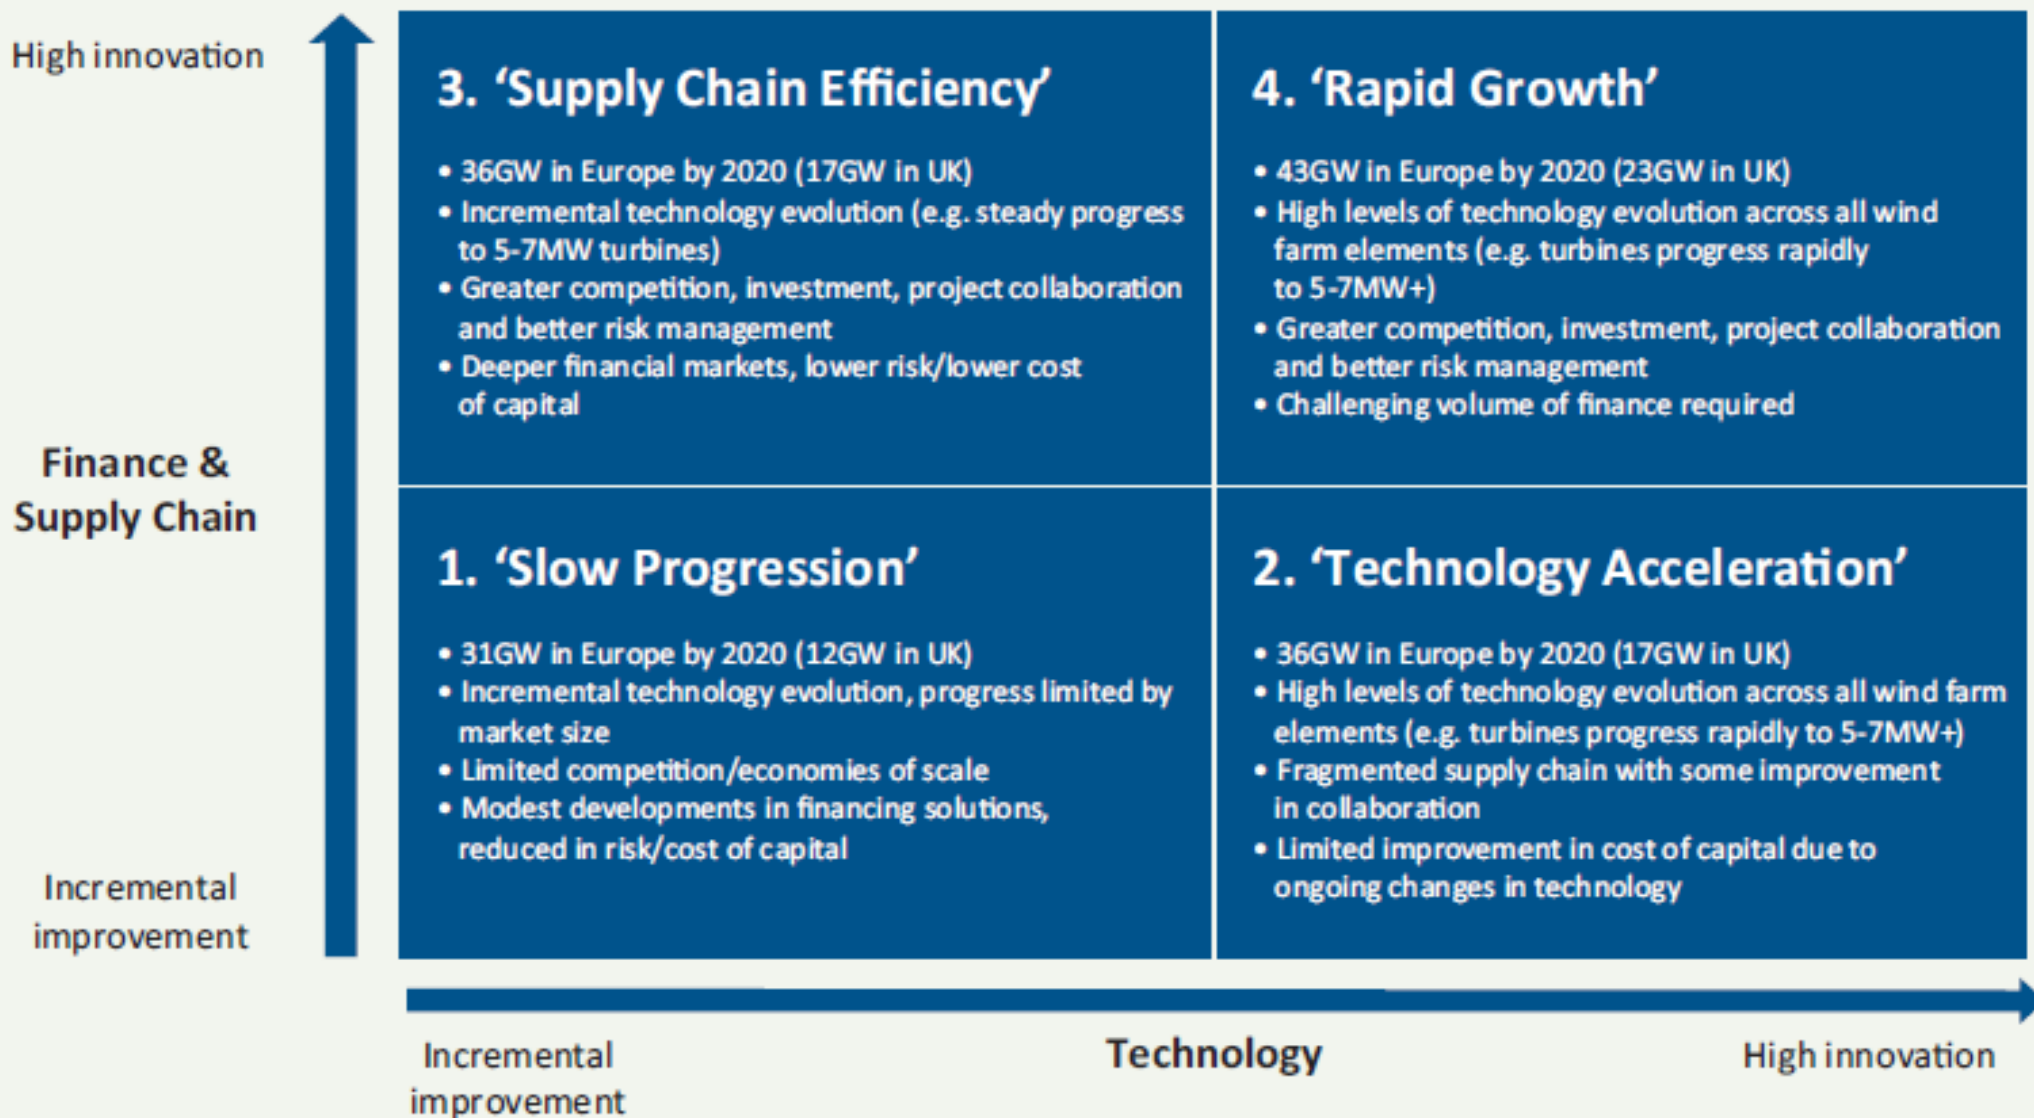 High innovation
Finance &
Supply Chain
Incremental
improvement
3. ‘Supply Chain Efficiency’
• 36GW in Europe by 2020 (17GW in UK)
• Incremental technology evolution (e.g. steady progress
to 5-7MW turbines)
• Greater competition, investment, project collaboration
and better risk management
• Deeper financial markets, lower risk/lower cost
of capital
4. ‘Rapid Growth’
• 43GW in Europe by 2020 (23GW in UK)
• High levels of technology evolution across all wind
farm elements (e.g. turbines progress rapidly
to 5-7MW+)
• Greater competition, investment, project collaboration
and better risk management
• Challenging volume of finance required
1. ‘Slow Progression’
• 31GW in Europe by 2020 (12GW in UK)
• Incremental technology evolution, progress limited by
market size
• Limited competition/economies of scale
• Modest developments in financing solutions,
reduced in risk/cost of capital
2. ‘Technology Acceleration’
• 36GW in Europe by 2020 (17GW in UK)
• High levels of technology evolution across all wind farm
elements (e.g. turbines progress rapidly to 5-7MW+)
• Fragmented supply chain with some improvement
in collaboration
• Limited improvement in cost of capital due to
ongoing changes in technology
Incremental
improvement
Technology
High innovation